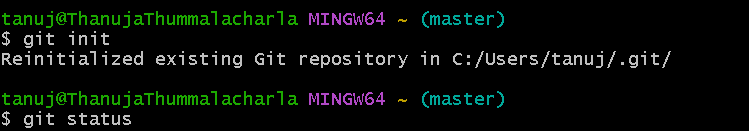 tanuj@ThanujaThummalacharla MINGW64 ~ (master)
$ git init
Reinitialized existing Git repository in C:/Users/tanuj/.git/
tanuj@ThanujaThummalacharla MINGW64 ~ (master)
$ git status